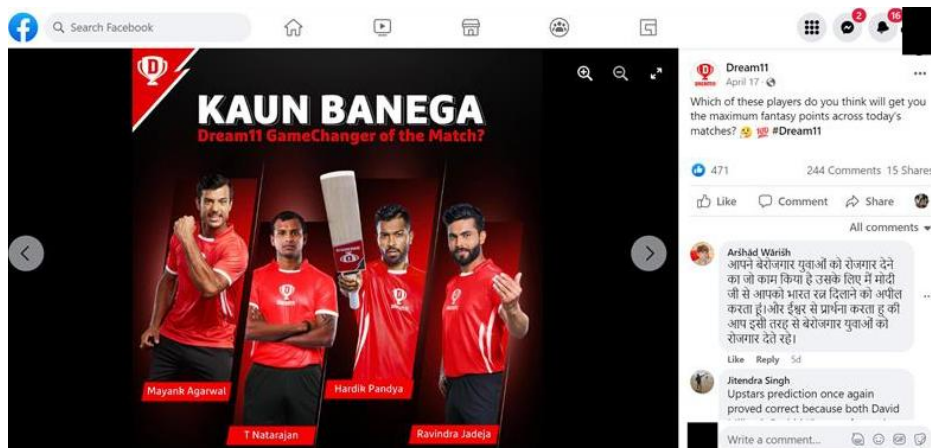 Search Facebook
2
16
KAUN BANEGA
Dream11 GameChanger of the Match?
Mayank Agarwal
T Natarajan
Hardik Pandya
Ravindra Jadeja
Dream11
April 17 ·
Which of these players do you think will get you
the maximum fantasy points across today's
matches? 🤔 💯 #Dream11
471
244 Comments 15 Shares
Like Comment Share
All comments
Arshad Warish
आपने बेरोजगार युवाओं को रोजगार देने
का जो काम किया है उसके लिए में मोदी
जी से आपको भारत रत्न दिलाने को अपील
करता हूं।और ईश्वर से प्रार्थना करता हू की
आप इसी तरह से बेरोजगार युवाओं को
रोजगार देते रहे।
Like Reply 5d
Jitendra Singh
Upstars prediction once again
proved correct because both David
Write a comment...